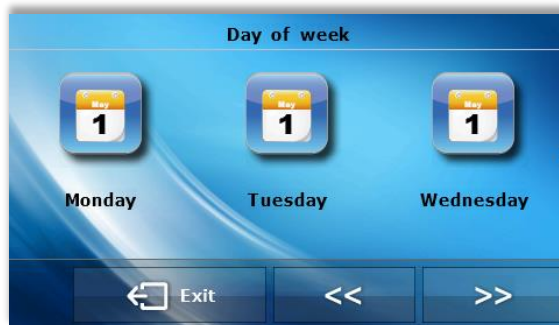 Day of week
May May May
1 1 1
Monday Tuesday Wednesday
Exit << >>